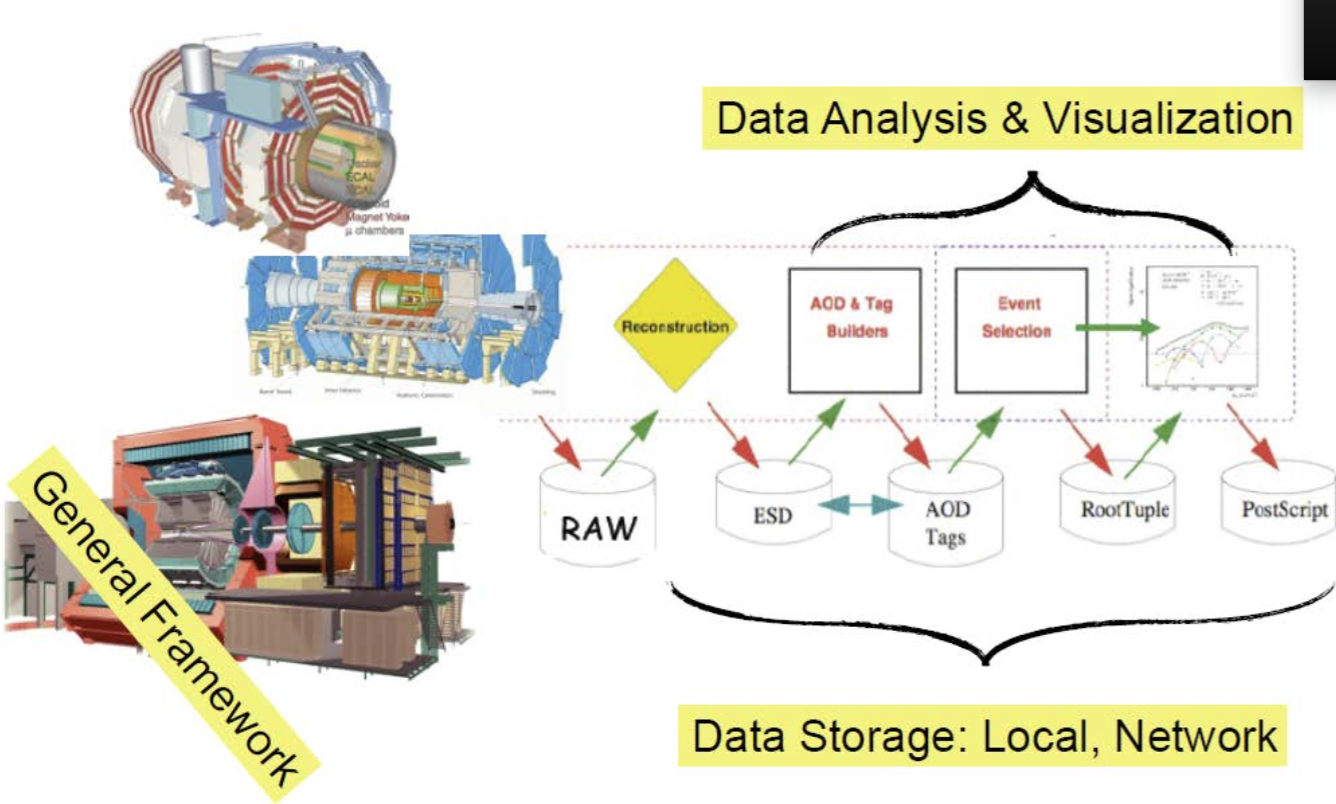 ECAL
Magnet Yoke
μ chambers
Data Analysis & Visualization
Reconstruction
AOD & Tag
Builders
Event
Selection
General Framework
RAW
ESD
AOD
Tags
RootTuple
PostScript
Data Storage: Local, Network